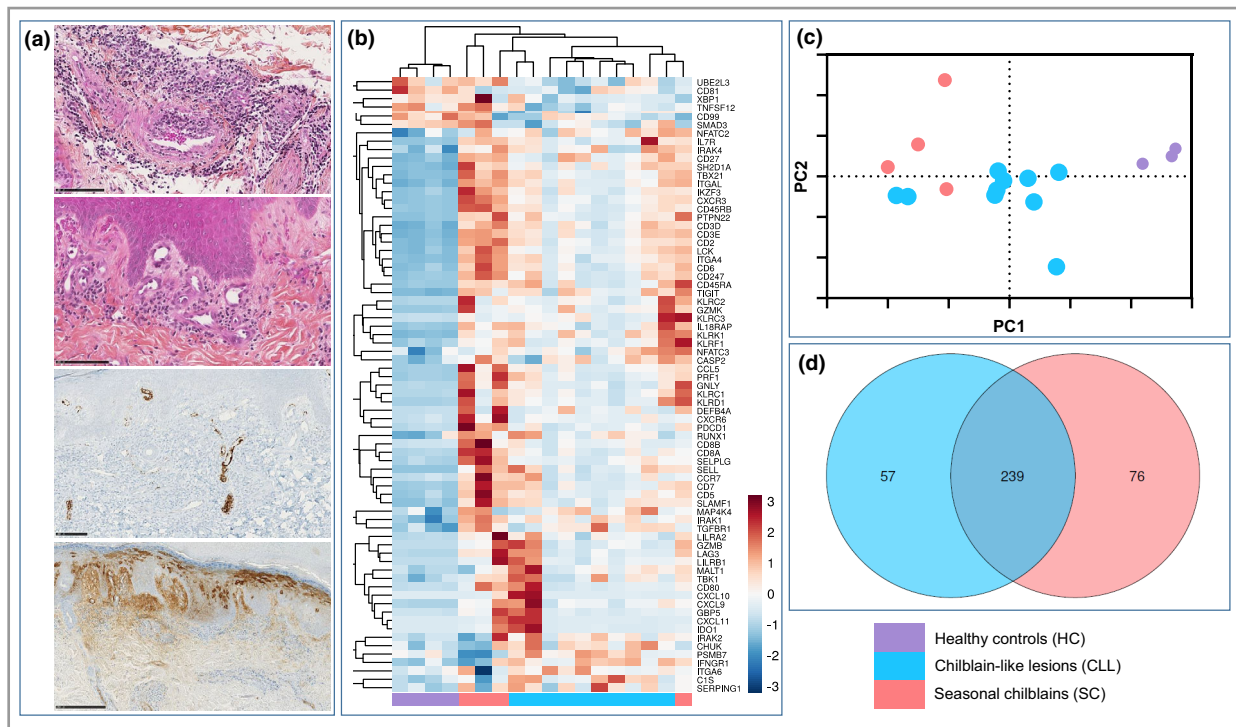 (a)
(b)
UBE2L3
CD81
XBP1
TNFSF12
CD99
SMAD3
NFATC2
IL7R
IRAK4
CD27
SH2D1A
TBX21
ITGAL
IKZF3
CXCR3
CD45RB
PTPN22
CD3D
CD3E
CD2
LCK
ITGA4
CD6
CD247
CD45RA
TIGIT
KLRC2
GZMK
KLRC3
IL18RAP
KLRK1
KLRF1
NFATC3
CASP2
CCL5
PRF1
GNLY
KLRC1
KLRD1
DEFB4A
CXCR6
PDCD1
RUNX1
CD8B
CD8A
SELPLG
SELL
CCR7
CD7
CD5
SLAMF1
MAP4K4
IRAK1
TGFBR1
LILRA2
GZMB
LAG3
LILRB1
MALT1
TBK1
CD80
CXCL10
CXCL9
GBP5
CXCL11
IDO1
IRAK2
CHUK
PSMB7
IFNGR1
ITGA6
C1S
SERPING1
3
2
1
0
-1
-2
-3
(c)
PC2
PC1
(d)
57
239
76
Healthy controls (HC)
Chilblain-like lesions (CLL)
Seasonal chilblains (SC)